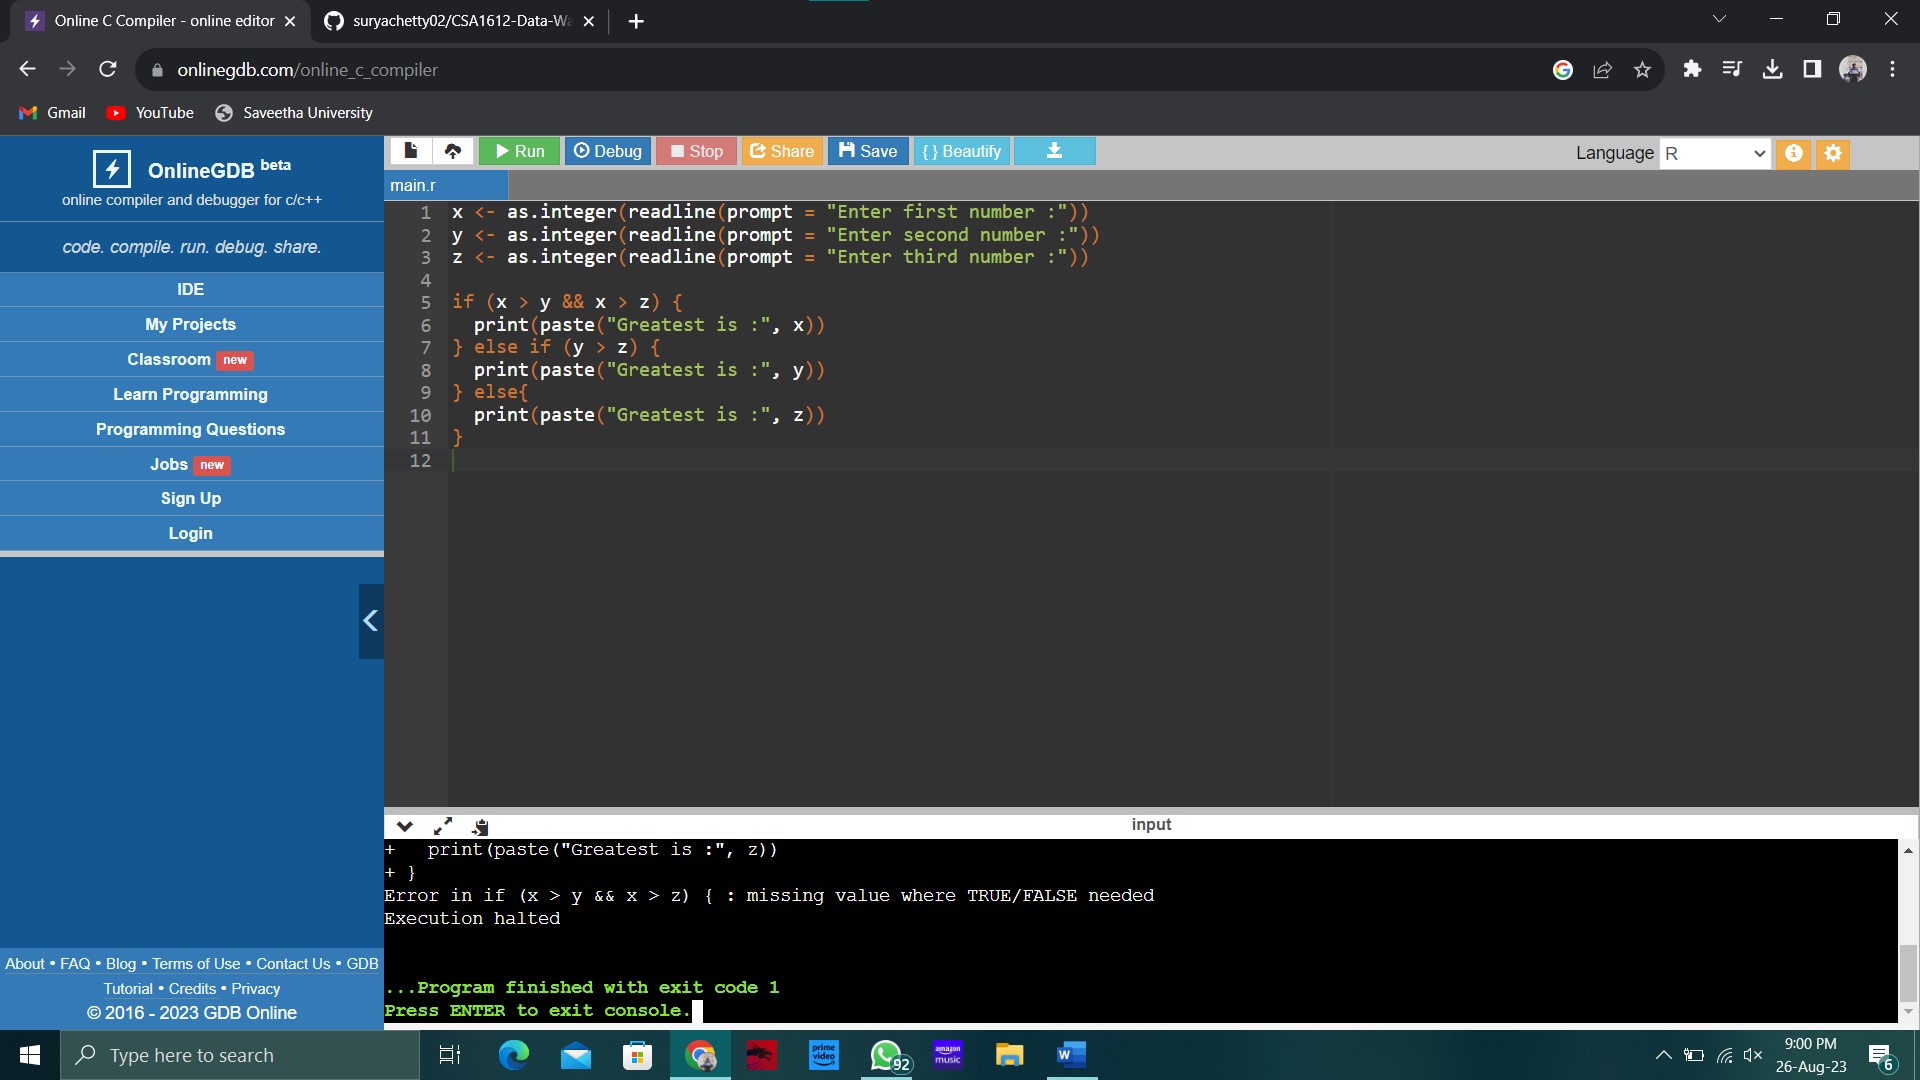 Online C Compiler - online editor
suryachetty02/CSA1612-Data-Wa
onlinegdb.com/online_c_compiler
Gmail
YouTube
Saveetha University
OnlineGDB beta
online compiler and debugger for c/c++
code. compile. run. debug. share.
IDE
My Projects
Classroom new
Learn Programming
Programming Questions
Jobs new
Sign Up
Login
About • FAQ • Blog • Terms of Use • Contact Us • GDB
Tutorial • Credits • Privacy
© 2016 - 2023 GDB Online
Run Debug Stop Share Save { } Beautify
Language R
main.r
1 x <- as.integer(readline(prompt = "Enter first number :"))
2 y <- as.integer(readline(prompt = "Enter second number :"))
3 z <- as.integer(readline(prompt = "Enter third number :"))
4
5 if (x > y && x > z) {
6   print(paste("Greatest is :", x))
7 } else if (y > z) {
8   print(paste("Greatest is :", y))
9 } else{
10   print(paste("Greatest is :", z))
11 }
12
input
+   print(paste("Greatest is :", z))
+ }
Error in if (x > y && x > z) { : missing value where TRUE/FALSE needed
Execution halted
...Program finished with exit code 1
Press ENTER to exit console.
Type here to search
prime video
92
amazon music
W
9:00 PM
26-Aug-23
6